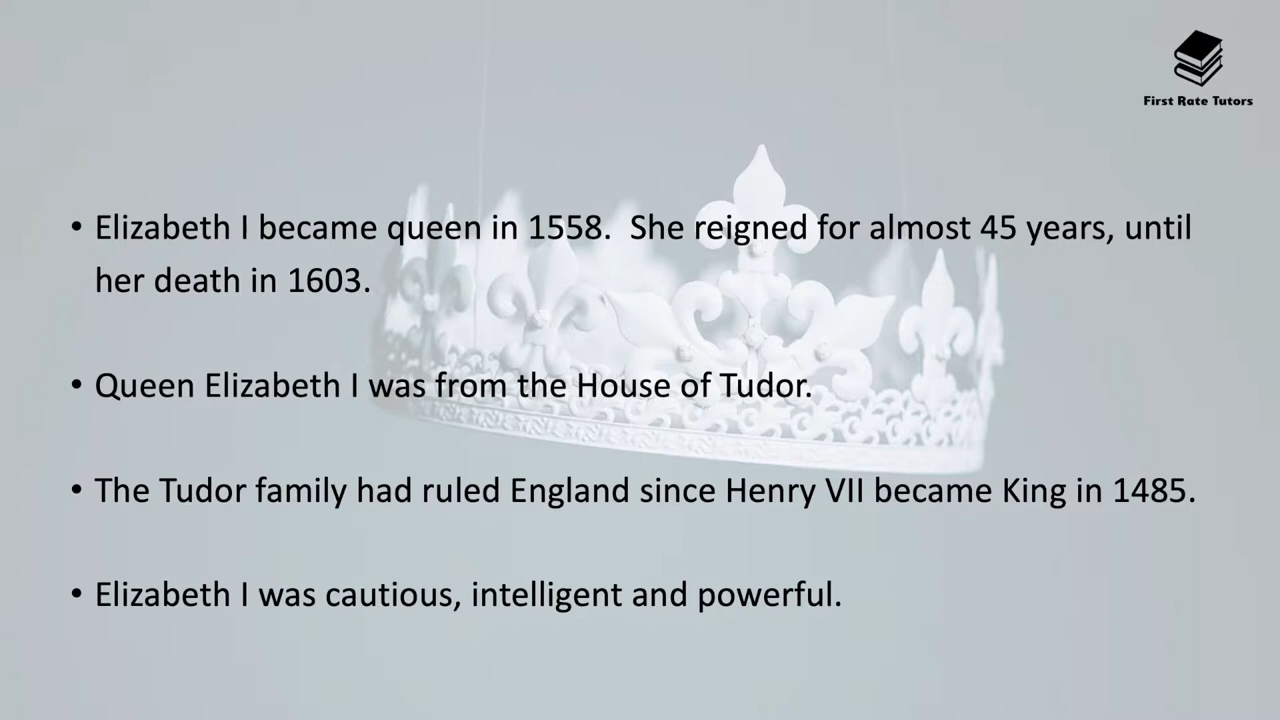 First Rate Tutors
• Elizabeth I became queen in 1558.  She reigned for almost 45 years, until
her death in 1603.
• Queen Elizabeth I was from the House of Tudor.
• The Tudor family had ruled England since Henry VII became King in 1485.
• Elizabeth I was cautious, intelligent and powerful.